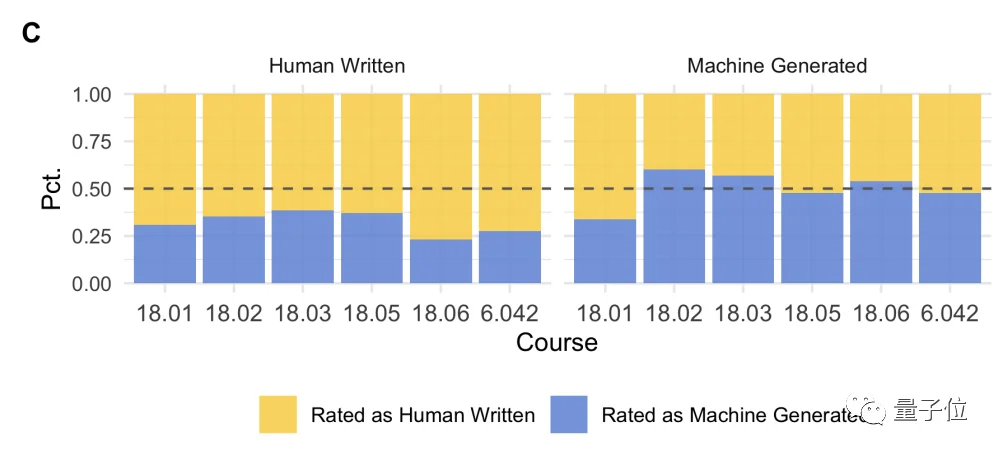 C
Human Written
Machine Generated
1.00
0.75
0.50
0.25
0.00
Pct.
18.01 18.02 18.03 18.05 18.06 6.042
18.01 18.02 18.03 18.05 18.06 6.042
Course
Rated as Human Written
Rated as Machine Generated
量子位